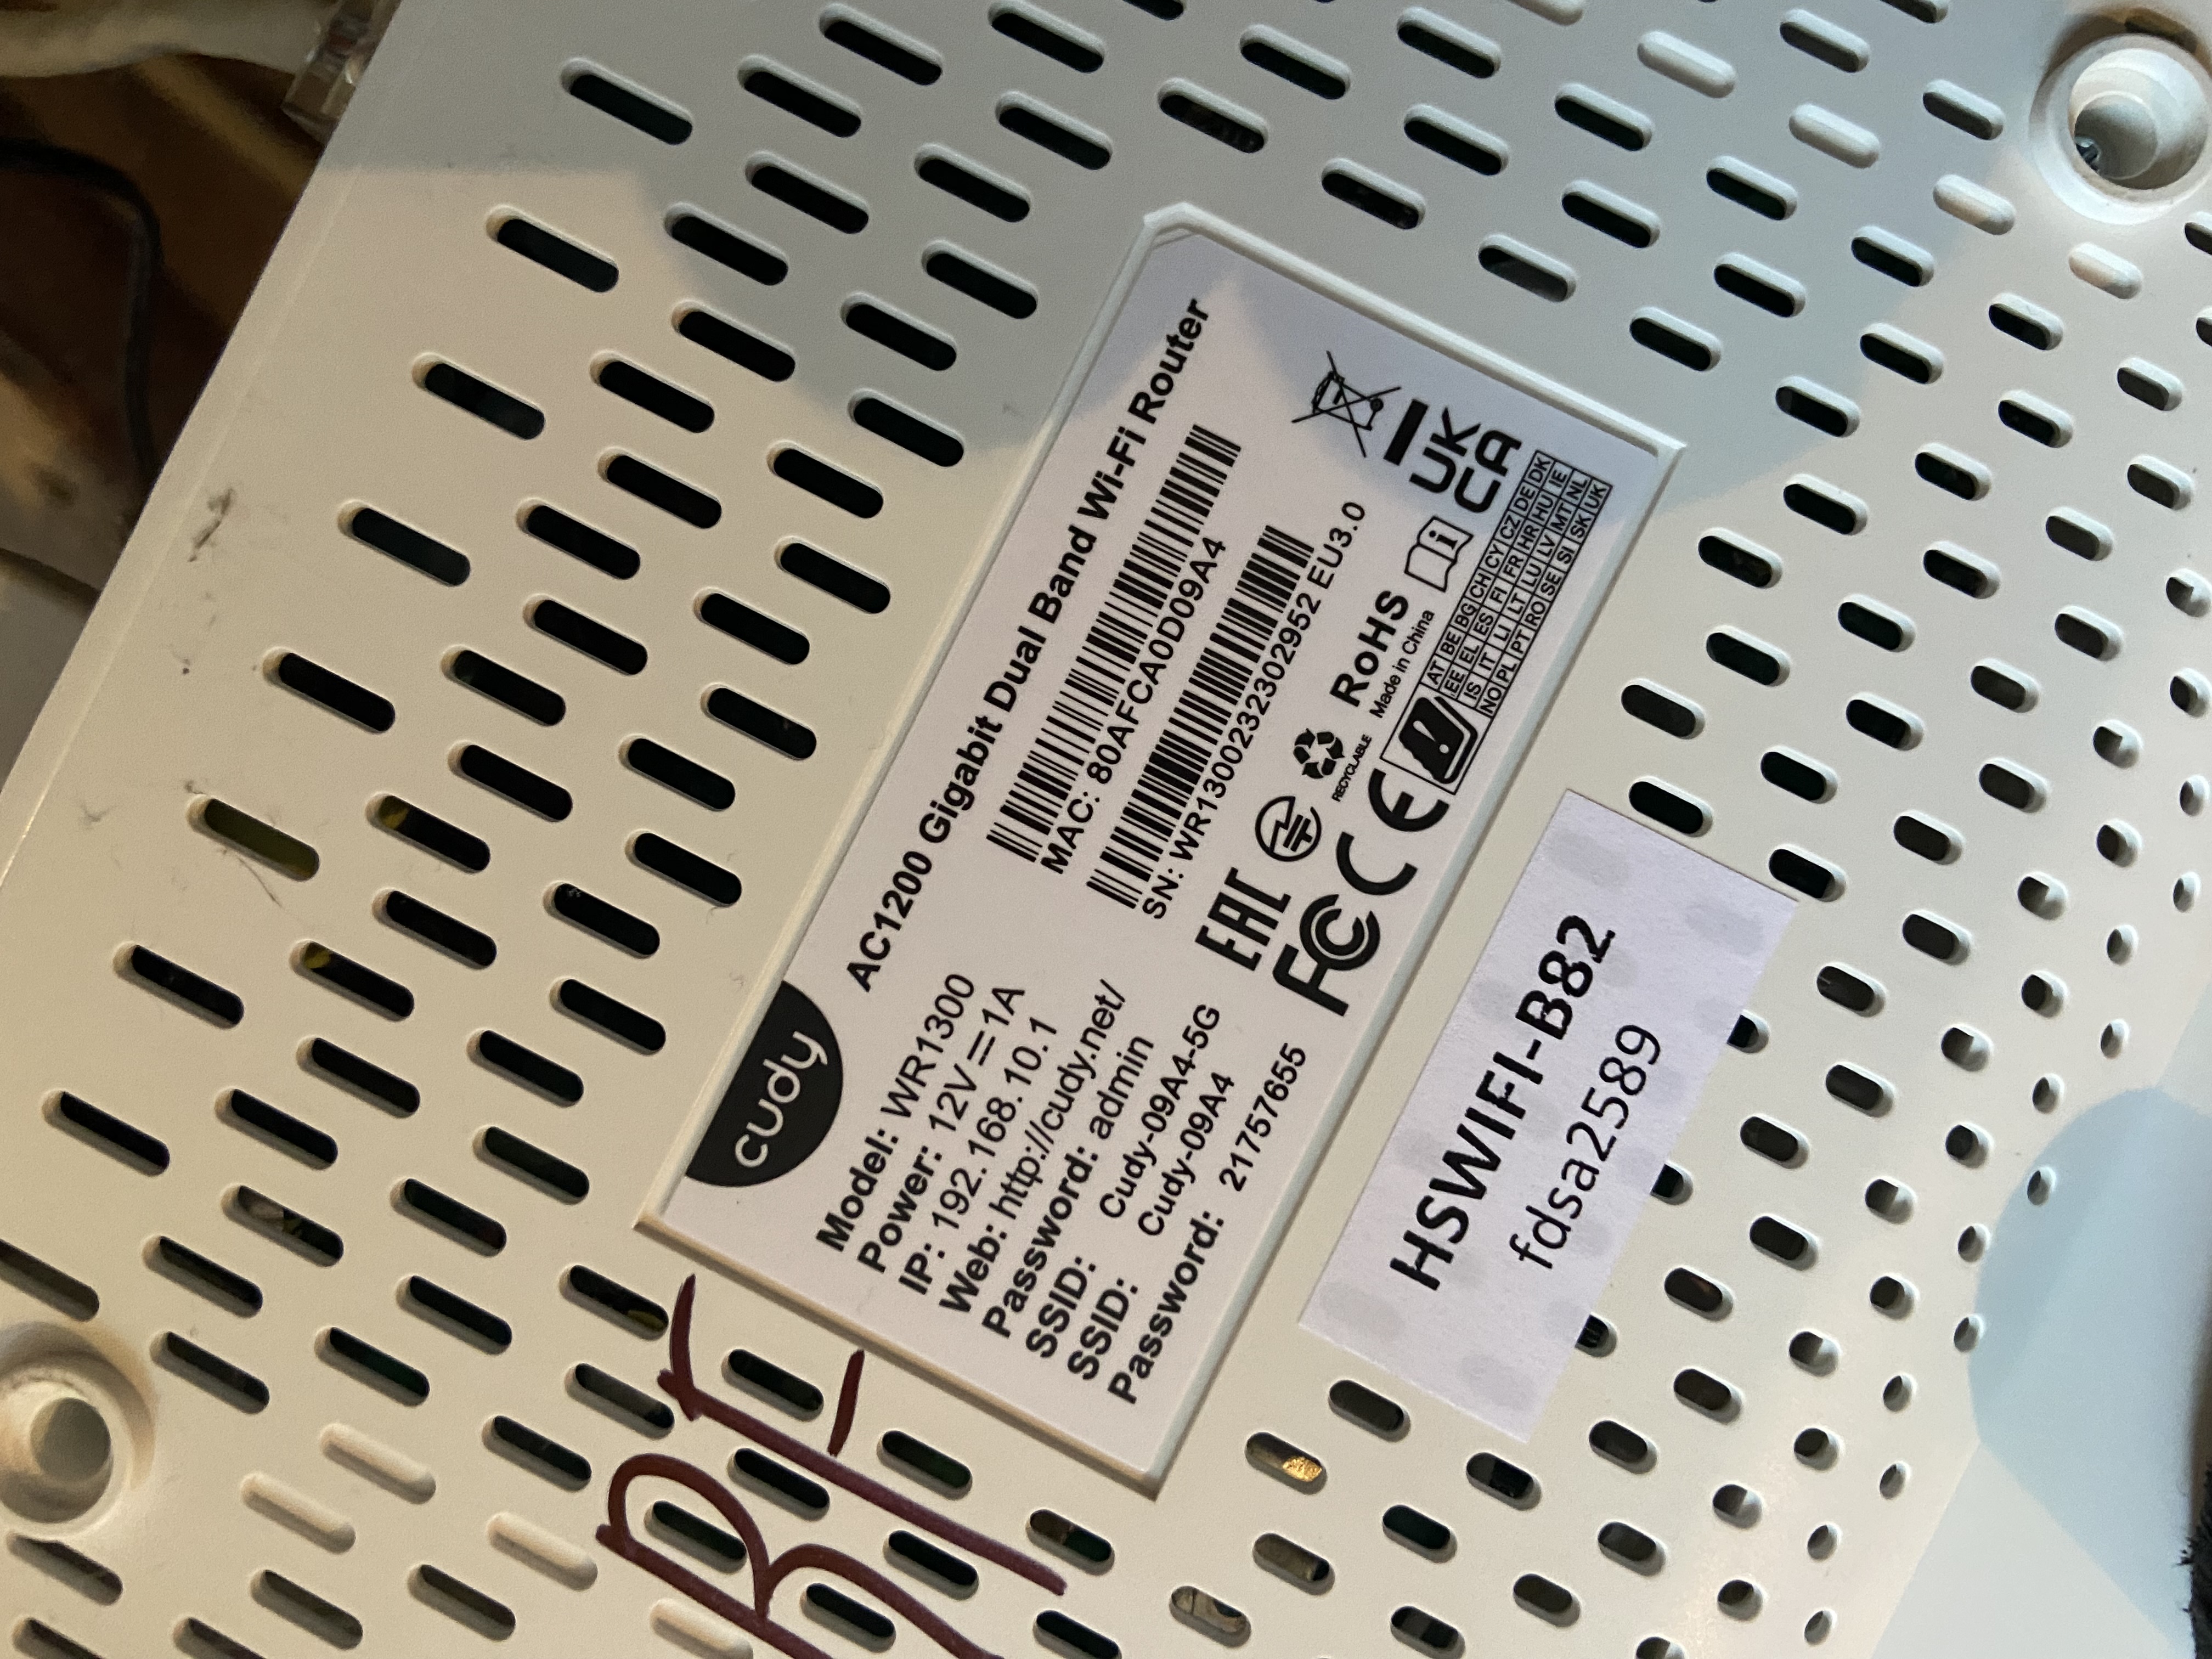 cudy
AC1200 Gigabit Dual Band Wi-Fi Router
Model: WR1300
Power: 12V⎓1A
IP: 192.168.10.1
Web: http://cudy.net/
Password: admin
SSID: Cudy-09A4-5G
SSID: Cudy-09A4
Password: 21757655
MAC: 80AFCA0D09A4
SN: WR1300232302952 EU3.0
EAC
RECYCLABLE
RoHS
Made in China
FCC CE
UK
CA
AT BE BG CH CY CZ DE DK
EE EL ES FI FR HR HU IE
IS IT LI LT LU LV MT NL
NO PL PT RO SE SI SK UK
HSWIFI-B82
fdsa2589